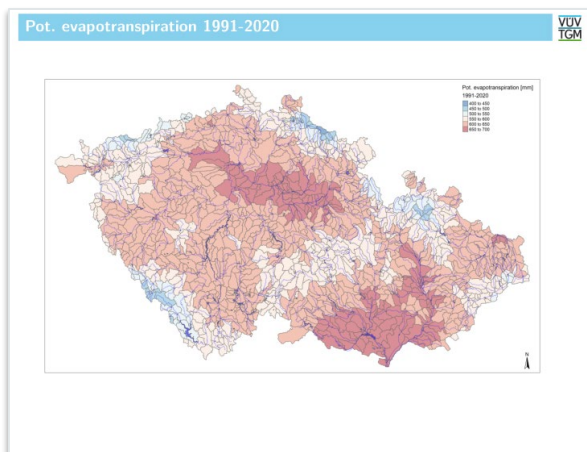 Pot. evapotranspiration 1991-2020
VÚV
TGM
Pot. evapotranspiration [mm]
1991-2020
400 to 450
450 to 500
500 to 550
550 to 600
600 to 650
650 to 700
N